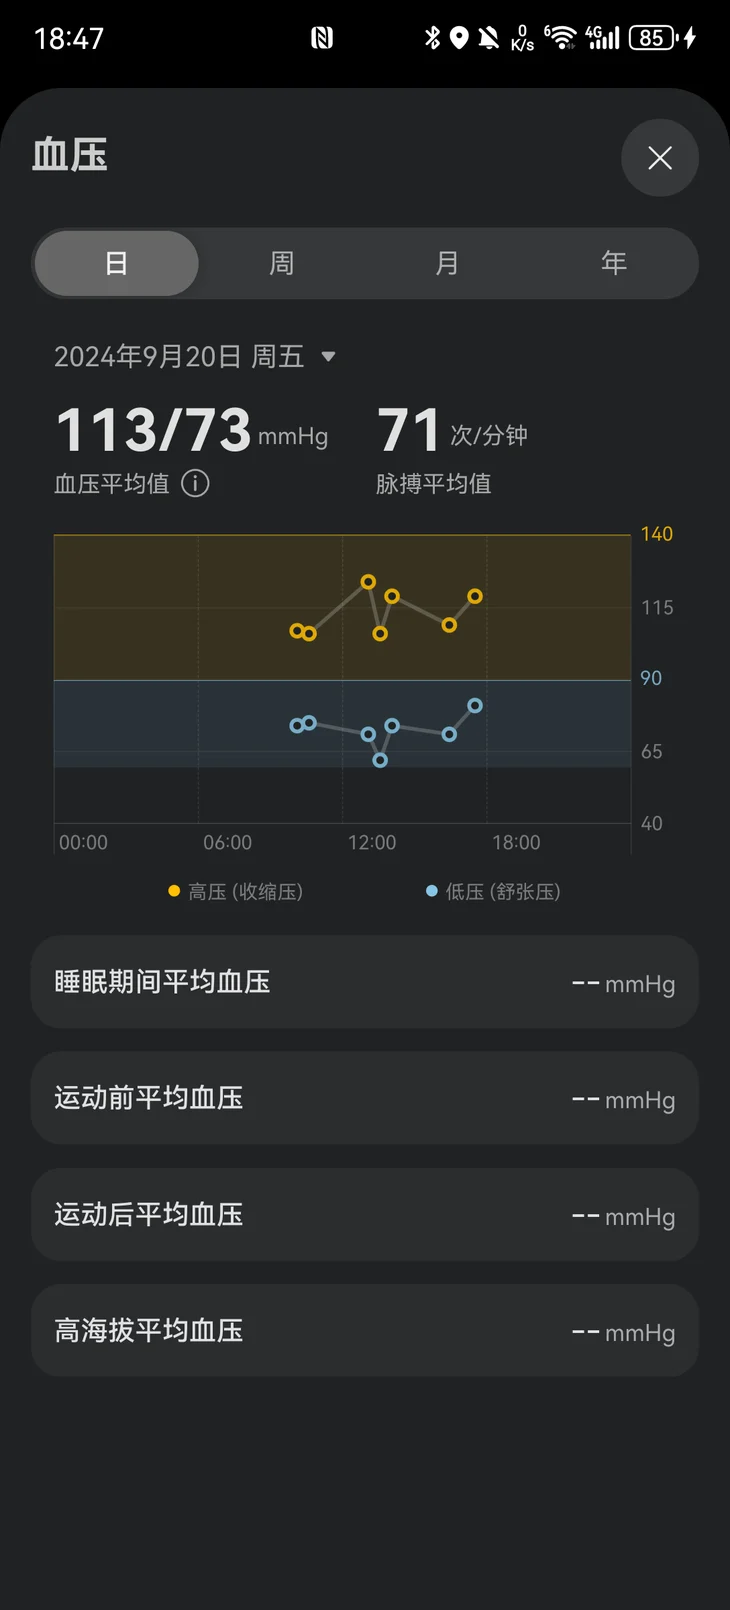 18:47
0 K/s 6 4G 85
血压
日 周 月 年
2024年9月20日 周五
113/73 mmHg 71 次/分钟
血压平均值 脉搏平均值
140
115
90
65
40
00:00 06:00 12:00 18:00
高压 (收缩压) 低压 (舒张压)
睡眠期间平均血压 -- mmHg
运动前平均血压 -- mmHg
运动后平均血压 -- mmHg
高海拔平均血压 -- mmHg